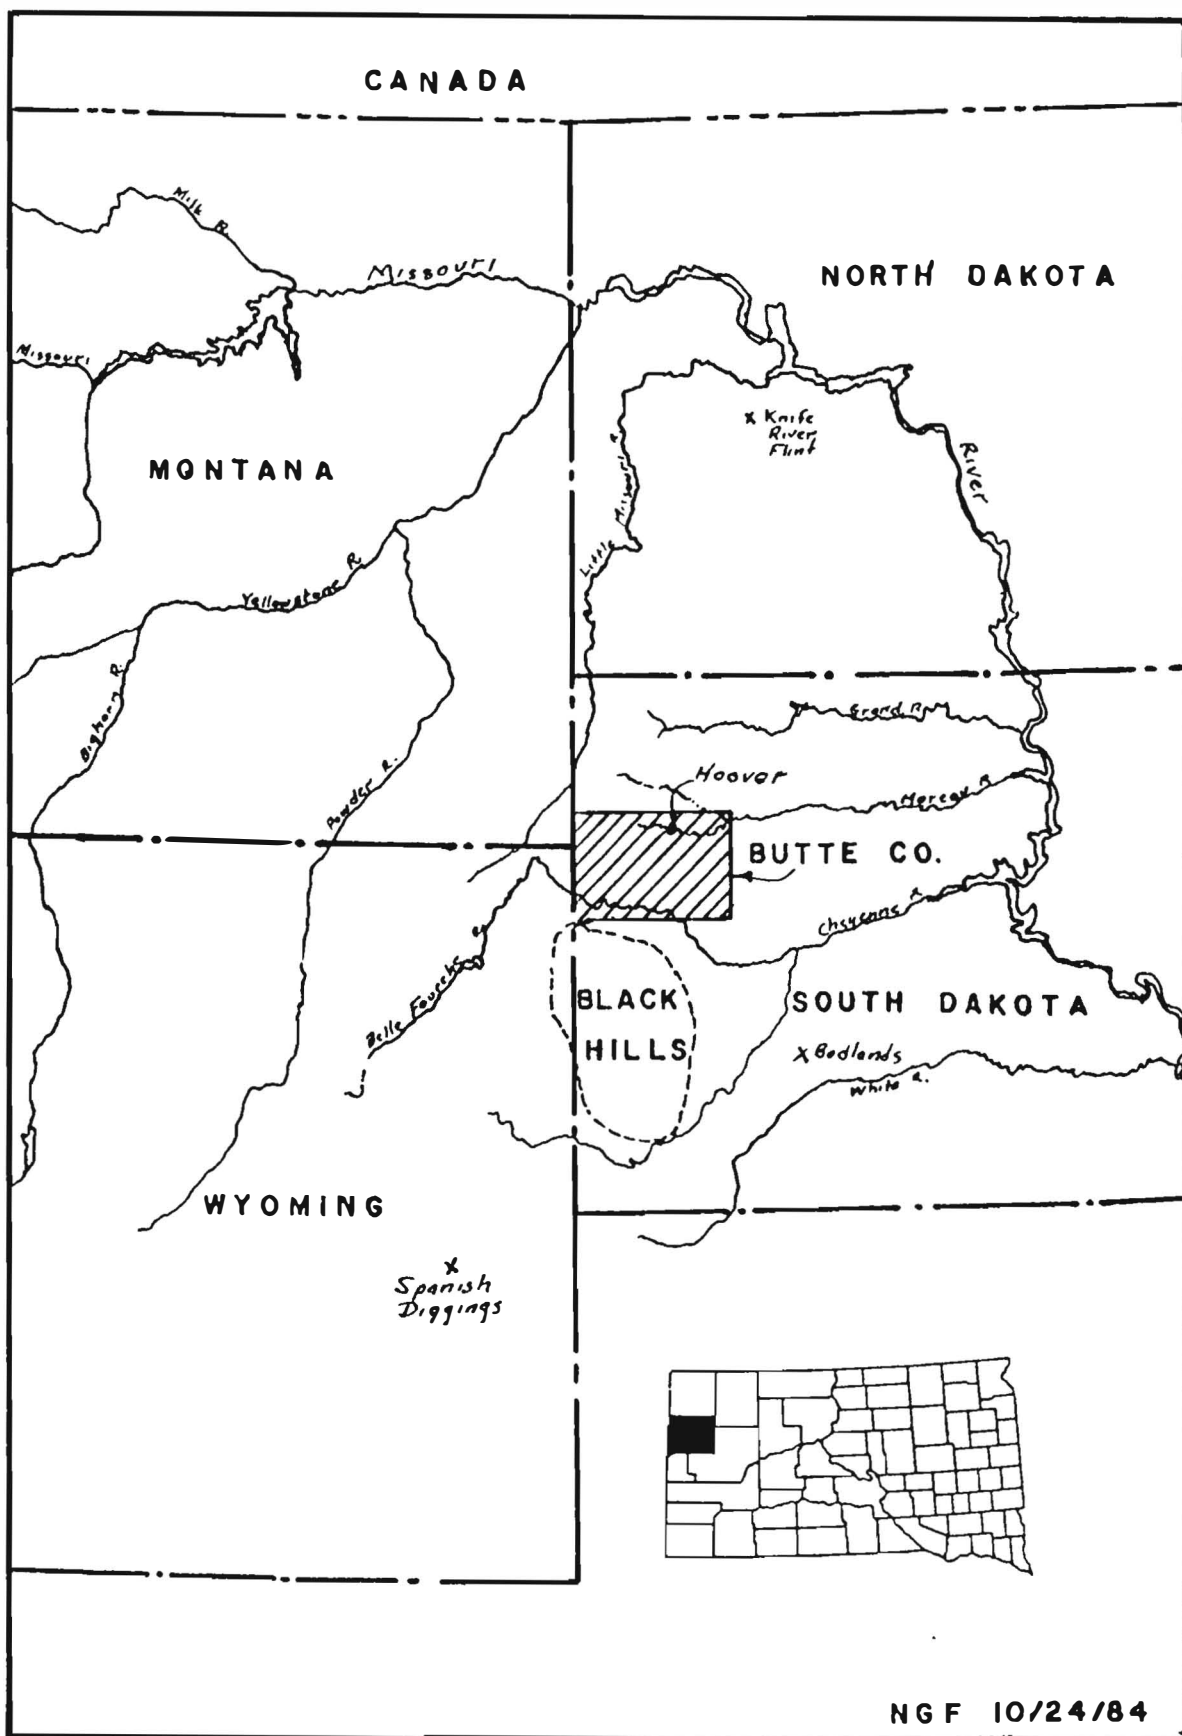 CANADA
Milk R.
Missouri
NORTH DAKOTA
Missouri
x Knife
River
Flint
River
MONTANA
Little Missouri R.
Yellowstone R.
Bighorn R.
Grand R.
Powder R.
Hoover
Moreau R.
BUTTE CO.
Cheyenne R.
Belle Fourche R.
BLACK
HILLS
SOUTH DAKOTA
x Badlands
White R.
WYOMING
x
Spanish
Diggings
NGF 10/24/84